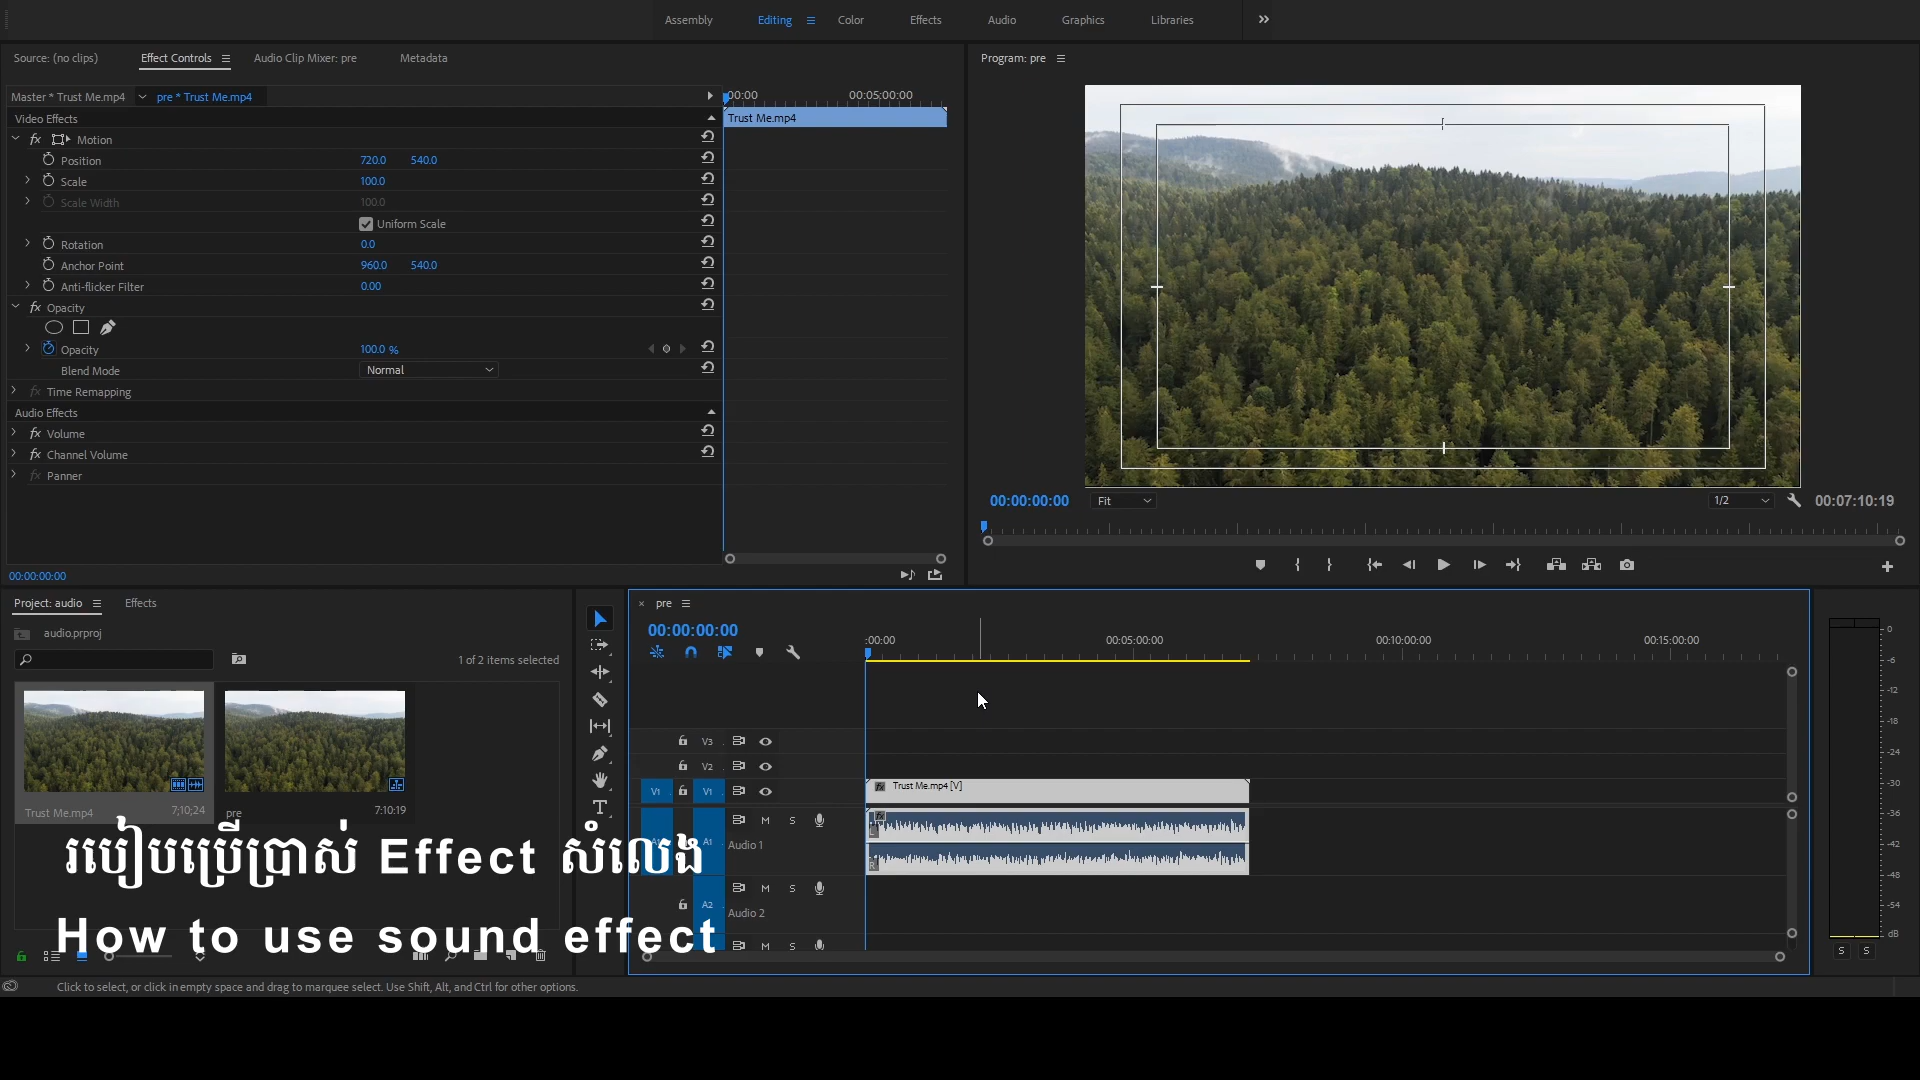 Assembly
Editing
Color
Effects
Audio
Graphics
Libraries
Source: (no clips)
Effect Controls
Audio Clip Mixer: pre
Metadata
Program: pre
Master * Trust Me.mp4
pre * Trust Me.mp4
:00:00
00:05:00:00
Video Effects
Trust Me.mp4
fx Motion
Position 720.0 540.0
Scale 100.0
Scale Width 100.0
Uniform Scale
Rotation 0.0
Anchor Point 960.0 540.0
Anti-flicker Filter 0.00
fx Opacity
Opacity 100.0 %
Blend Mode Normal
fx Time Remapping
Audio Effects
fx Volume
fx Channel Volume
fx Panner
00:00:00:00
00:00:00:00
Fit
1/2
00:07:10:19
Project: audio
Effects
audio.prproj
1 of 2 items selected
Trust Me.mp4 7;10;24
pre 7:10:19
pre
00:00:00:00
:00:00
00:05:00:00
00:10:00:00
00:15:00:00
V3
V2
V1 V1
Trust Me.mp4 [V]
A1 M S
Audio 1
L
R
A2 M S
Audio 2
M S
0
-6
-12
-18
-24
-30
-36
-42
-48
-54
dB
S S
របៀបប្រើប្រាស់ Effect សំលេង
How to use sound effect
Click to select, or click in empty space and drag to marquee select. Use Shift, Alt, and Ctrl for other options.